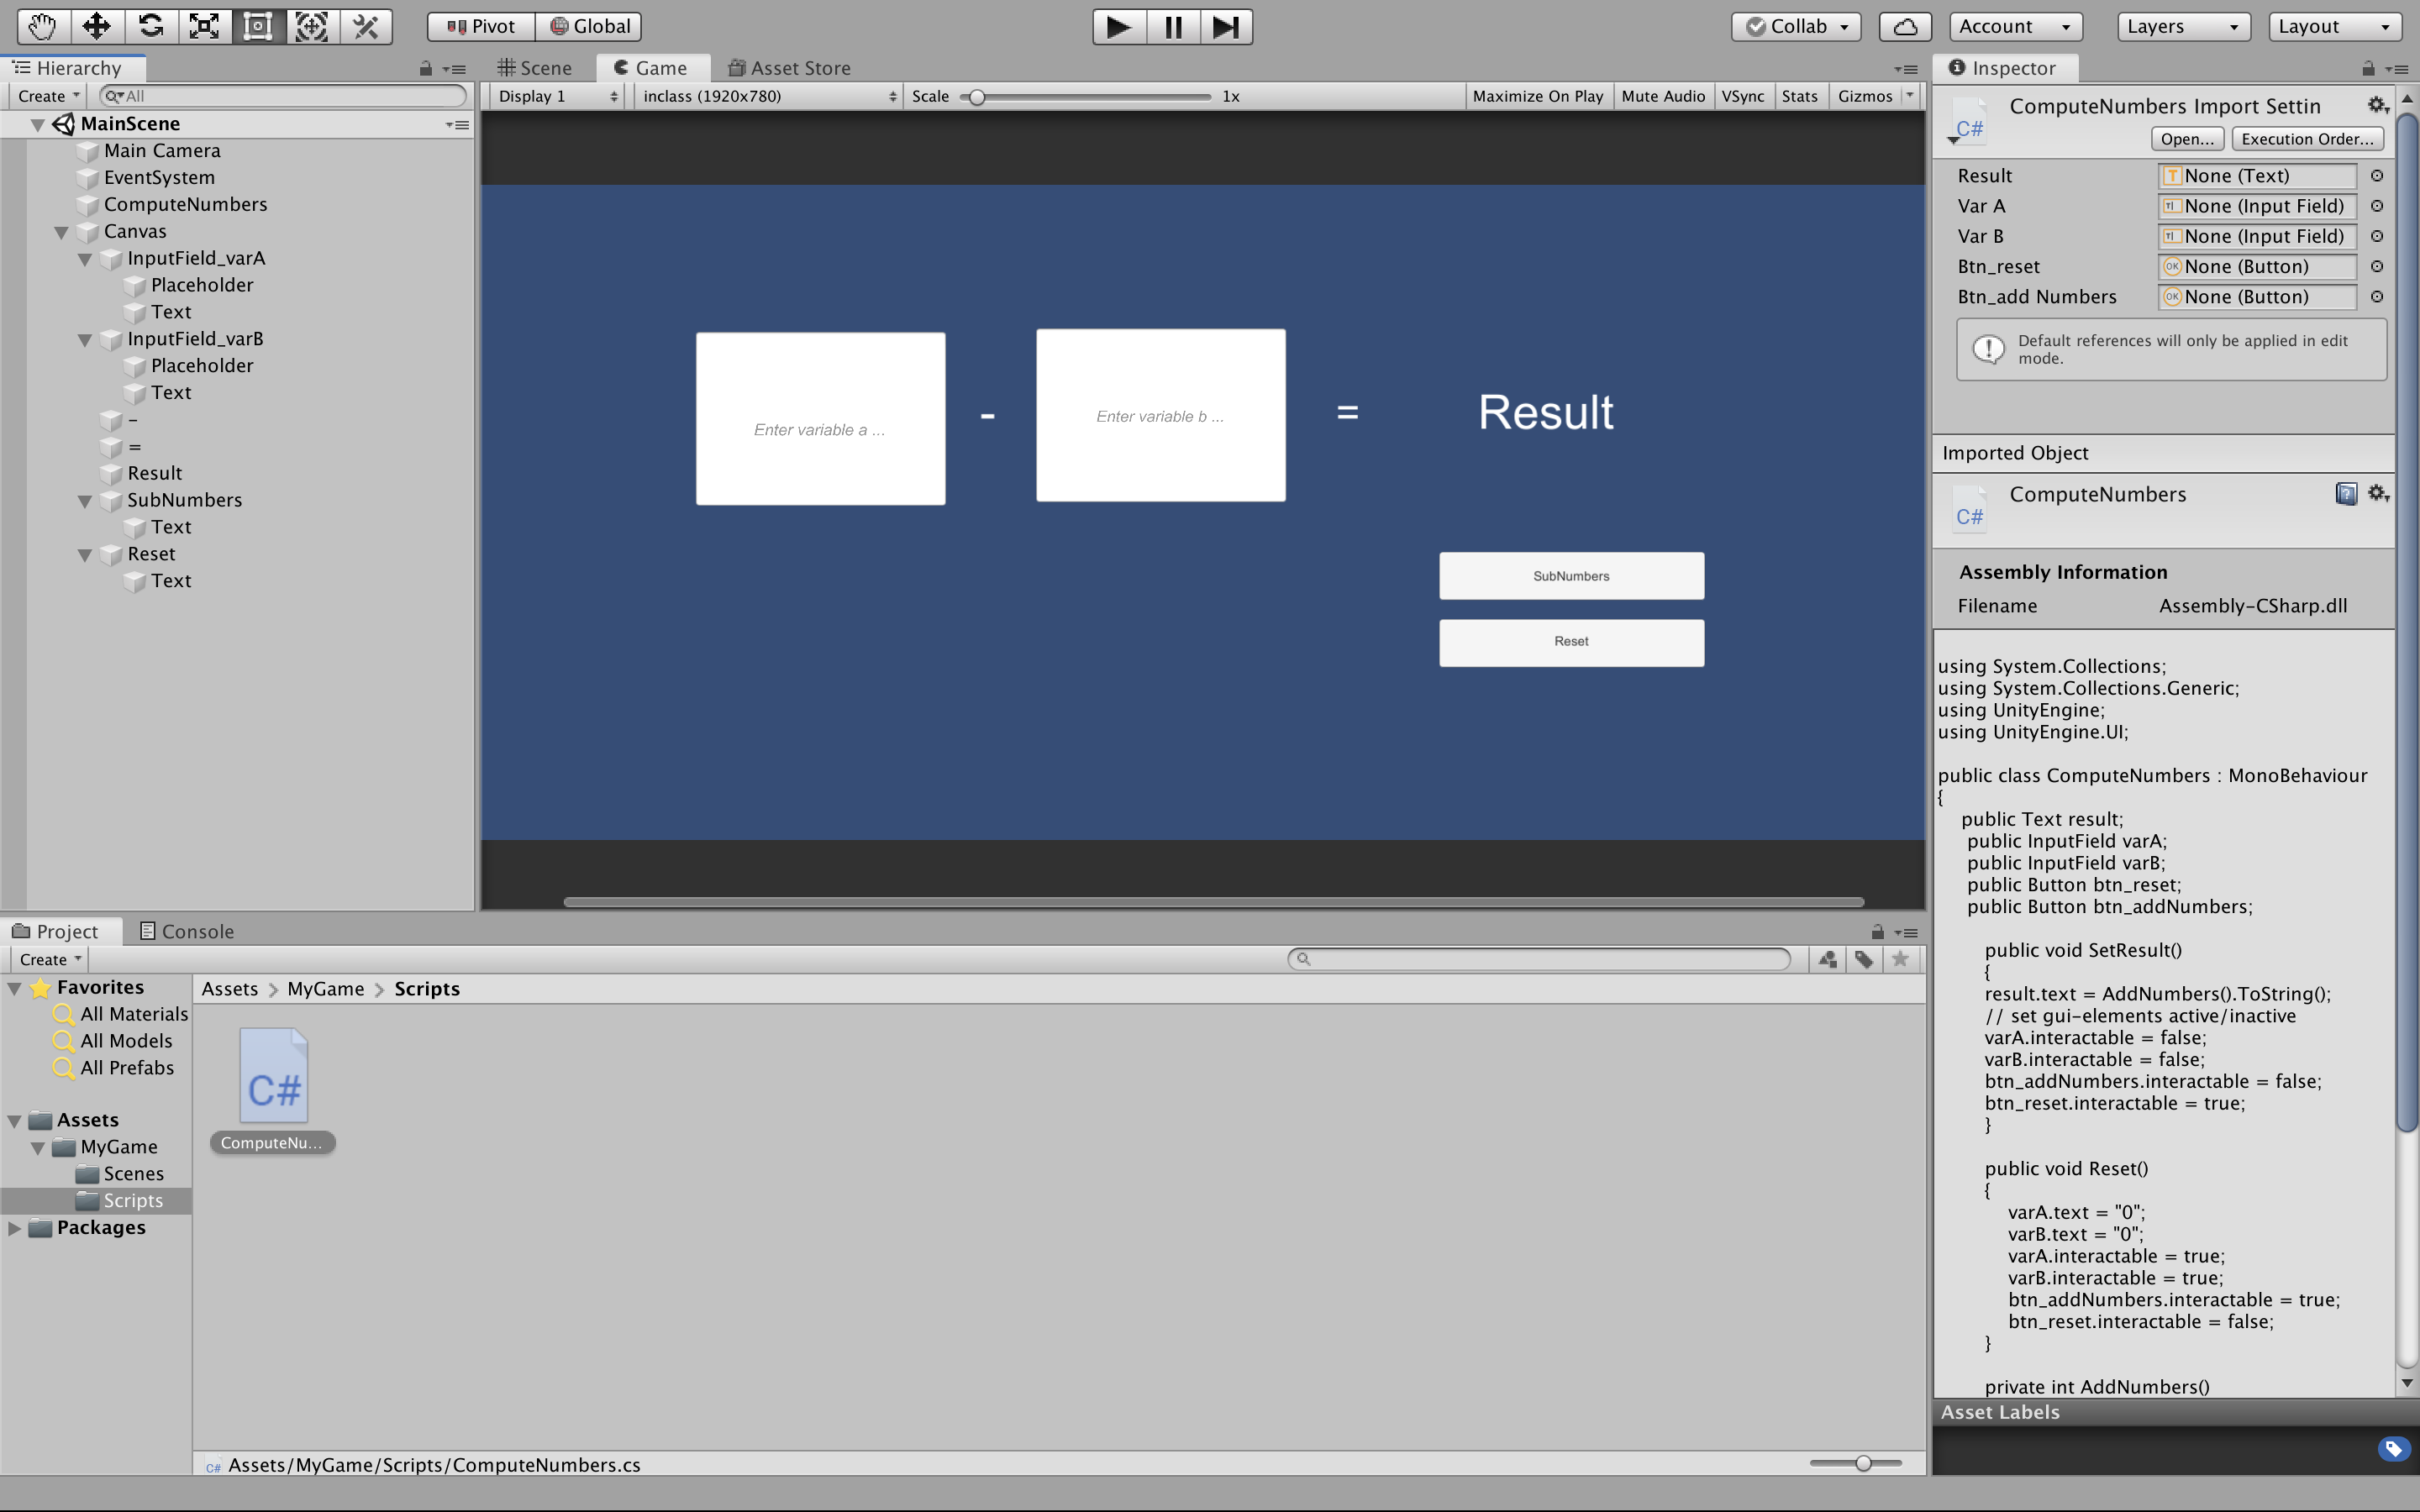 Pivot Global Collab Account Layers Layout
Hierarchy
Create All
MainScene
Main Camera
EventSystem
ComputeNumbers
Canvas
InputField_varA
Placeholder
Text
InputField_varB
Placeholder
Text
-
=
Result
SubNumbers
Text
Reset
Text
Scene Game Asset Store
Display 1 inclass (1920x780) Scale 1x Maximize On Play Mute Audio VSync Stats Gizmos
Enter variable a ...
-
Enter variable b ...
=
Result
SubNumbers
Reset
Project Console
Create
Favorites
All Materials
All Models
All Prefabs
Assets
MyGame
Scenes
Scripts
Packages
Assets > MyGame > Scripts
C#
ComputeNu...
C# Assets/MyGame/Scripts/ComputeNumbers.cs
Inspector
C#
ComputeNumbers Import Settin
Open... Execution Order...
Result None (Text)
Var A None (Input Field)
Var B None (Input Field)
Btn_reset OK None (Button)
Btn_add Numbers OK None (Button)
Default references will only be applied in edit
mode.
Imported Object
C#
ComputeNumbers
Assembly Information
Filename Assembly-CSharp.dll
using System.Collections;
using System.Collections.Generic;
using UnityEngine;
using UnityEngine.UI;
public class ComputeNumbers : MonoBehaviour
{
public Text result;
public InputField varA;
public InputField varB;
public Button btn_reset;
public Button btn_addNumbers;
public void SetResult()
{
result.text = AddNumbers().ToString();
// set gui-elements active/inactive
varA.interactable = false;
varB.interactable = false;
btn_addNumbers.interactable = false;
btn_reset.interactable = true;
}
public void Reset()
{
varA.text = "0";
varB.text = "0";
varA.interactable = true;
varB.interactable = true;
btn_addNumbers.interactable = true;
btn_reset.interactable = false;
}
private int AddNumbers()
Asset Labels